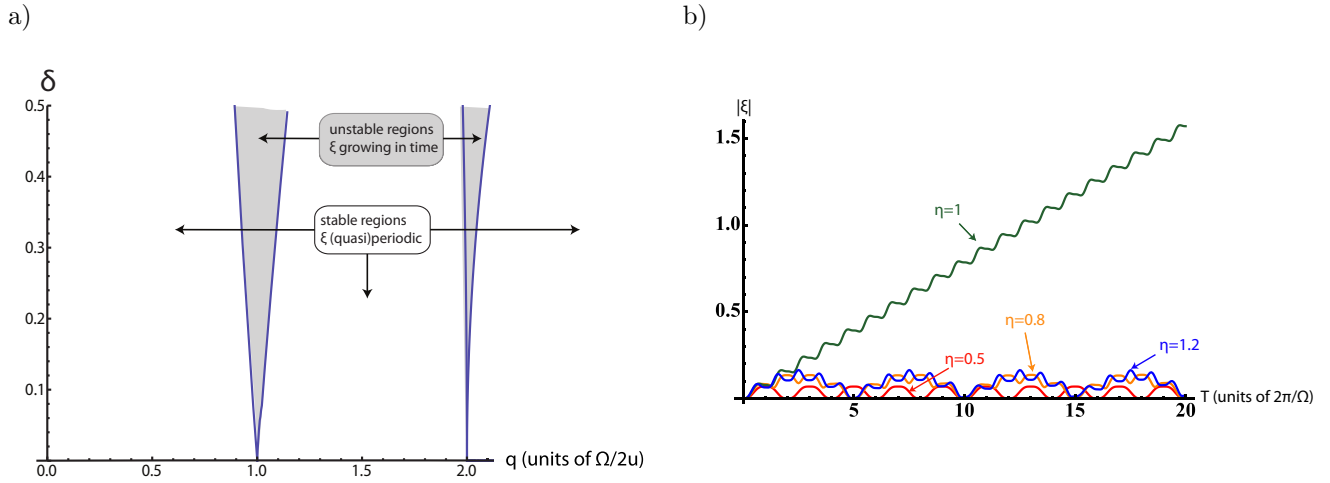 a)
δ
0.5
0.4
0.3
0.2
0.1
0.0
0.5
1.0
1.5
2.0
q (units of Ω/2u)
unstable regions
ξ growing in time
stable regions
ξ (quasi)periodic
b)
|ξ|
1.5
1.0
0.5
η=1
η=0.8
η=0.5
η=1.2
5
10
15
20
T (units of 2π/Ω)